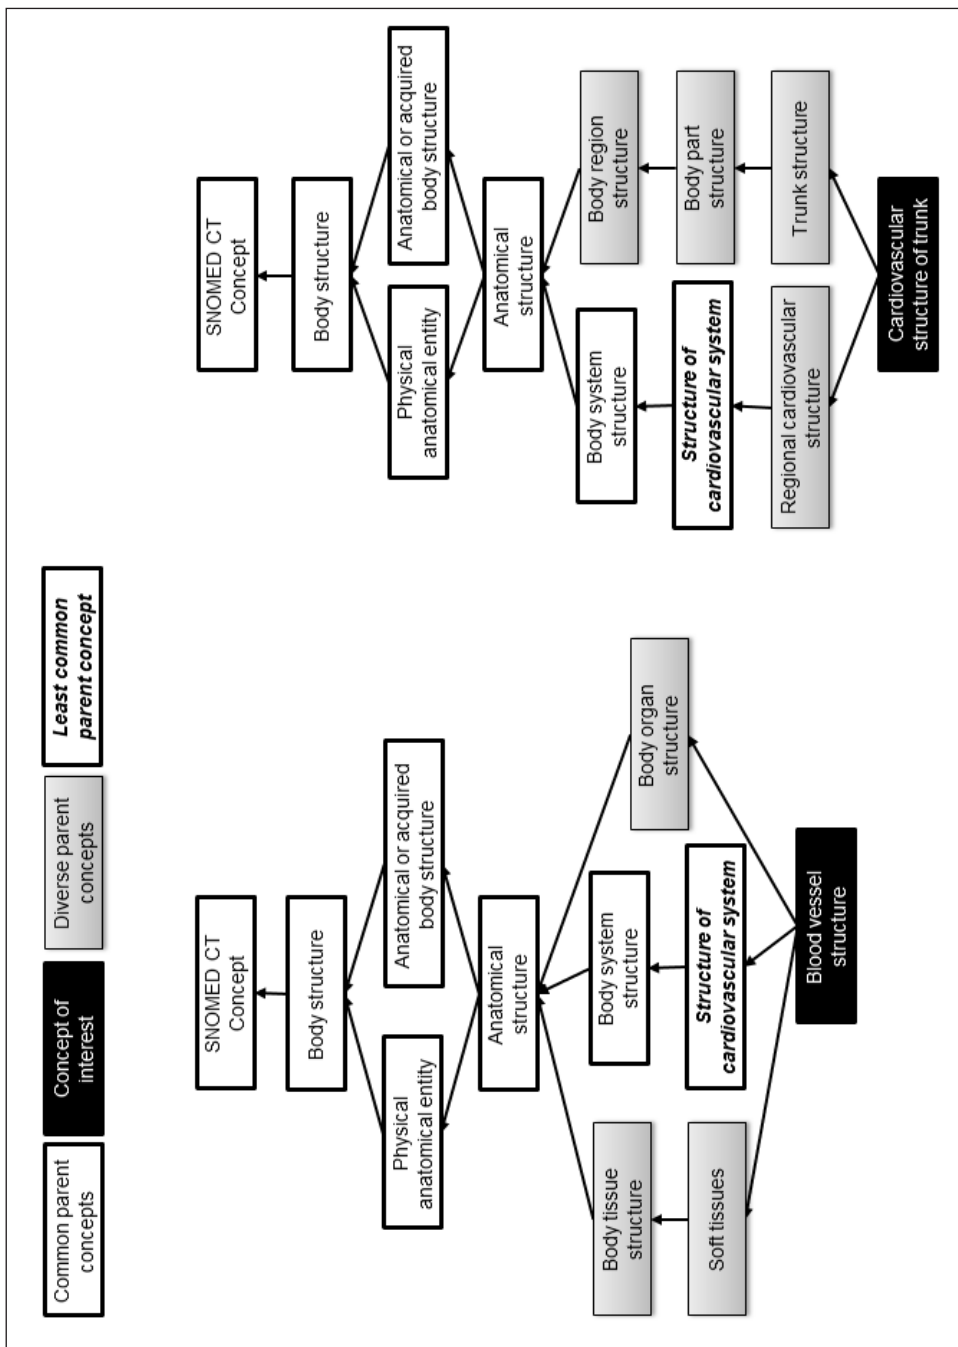 Common parent
concepts
Concept of
interest
Diverse parent
concepts
Least common
parent concept
SNOMED CT
Concept
Body structure
Physical
anatomical entity
Anatomical or acquired
body structure
Anatomical
structure
Body tissue
structure
Body system
structure
Body organ
structure
Soft tissues
Structure of
cardiovascular system
Blood vessel
structure
SNOMED CT
Concept
Body structure
Physical
anatomical entity
Anatomical or acquired
body structure
Anatomical
structure
Body system
structure
Body region
structure
Structure of
cardiovascular system
Body part
structure
Regional cardiovascular
structure
Trunk structure
Cardiovascular
structure of trunk